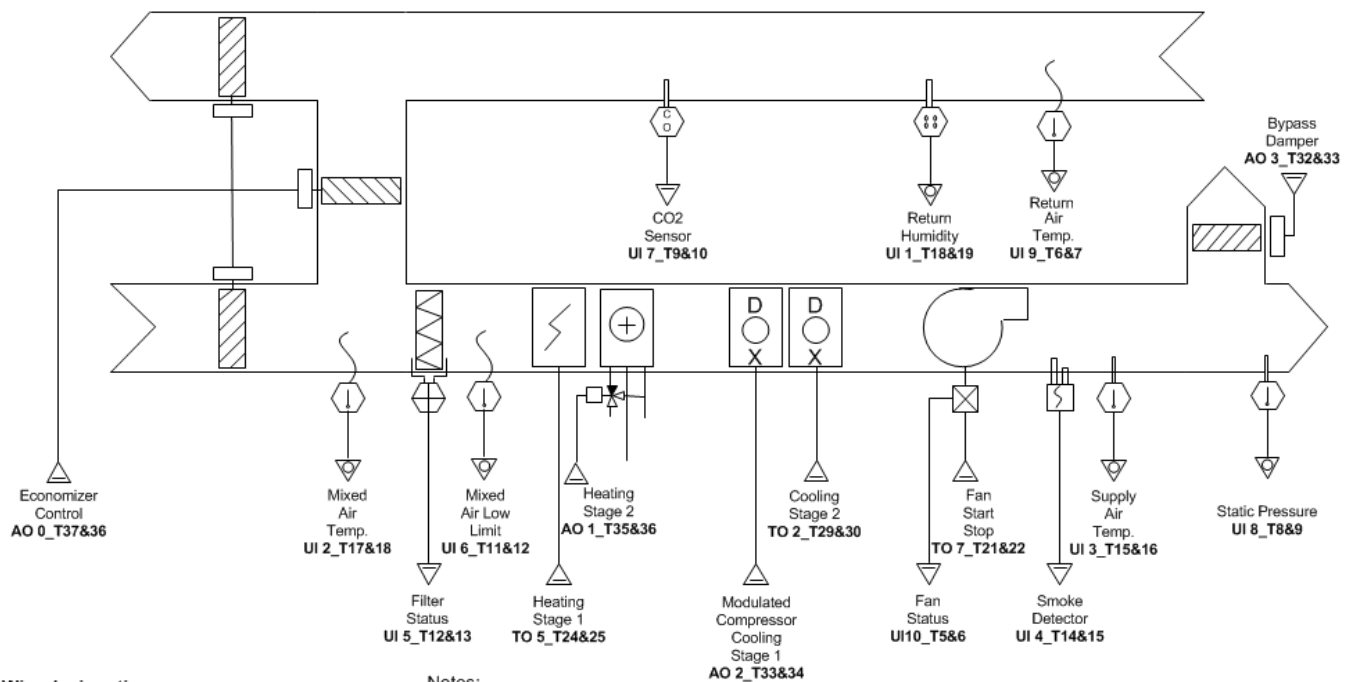 C
O
CO2
Sensor
UI 7_T9&10
Return
Humidity
UI 1_T18&19
Return
Air
Temp.
UI 9_T6&7
Bypass
Damper
AO 3_T32&33
D
X
D
X
Economizer
Control
AO 0_T37&36
Mixed
Air
Temp.
UI 2_T17&18
Mixed
Air Low
Limit
UI 6_T11&12
Heating
Stage 2
AO 1_T35&36
Cooling
Stage 2
TO 2_T29&30
Fan
Start
Stop
TO 7_T21&22
Supply
Air
Temp.
UI 3_T15&16
Static Pressure
UI 8_T8&9
Filter
Status
UI 5_T12&13
Heating
Stage 1
TO 5_T24&25
Modulated
Compressor
Cooling
Stage 1
AO 2_T33&34
Fan
Status
UI10_T5&6
Smoke
Detector
UI 4_T14&15
Notes: